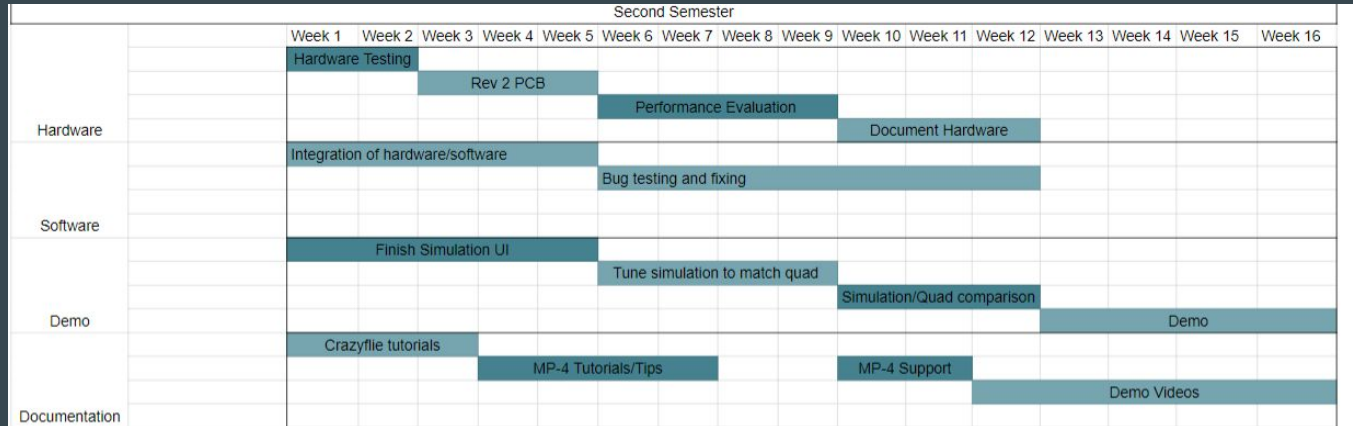 Second Semester
Week 1 Week 2 Week 3 Week 4 Week 5 Week 6 Week 7 Week 8 Week 9 Week 10 Week 11 Week 12 Week 13 Week 14 Week 15 Week 16
Hardware Testing
Rev 2 PCB
Performance Evaluation
Hardware Document Hardware
Integration of hardware/software
Bug testing and fixing
Software
Finish Simulation UI
Tune simulation to match quad
Simulation/Quad comparison
Demo Demo
Crazyflie tutorials
MP-4 Tutorials/Tips MP-4 Support
Demo Videos
Documentation